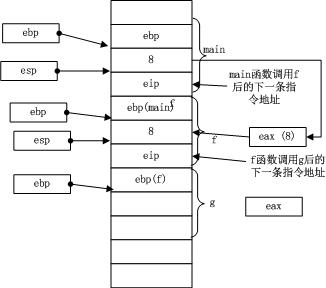 ebp
ebp
8
main
esp
eip
main函数调用f
后的下一条指
令地址
ebp
ebp(main)
f
esp
8
f
eax (8)
eip
f函数调用g后的
下一条指令地址
ebp
ebp(f)
g
eax